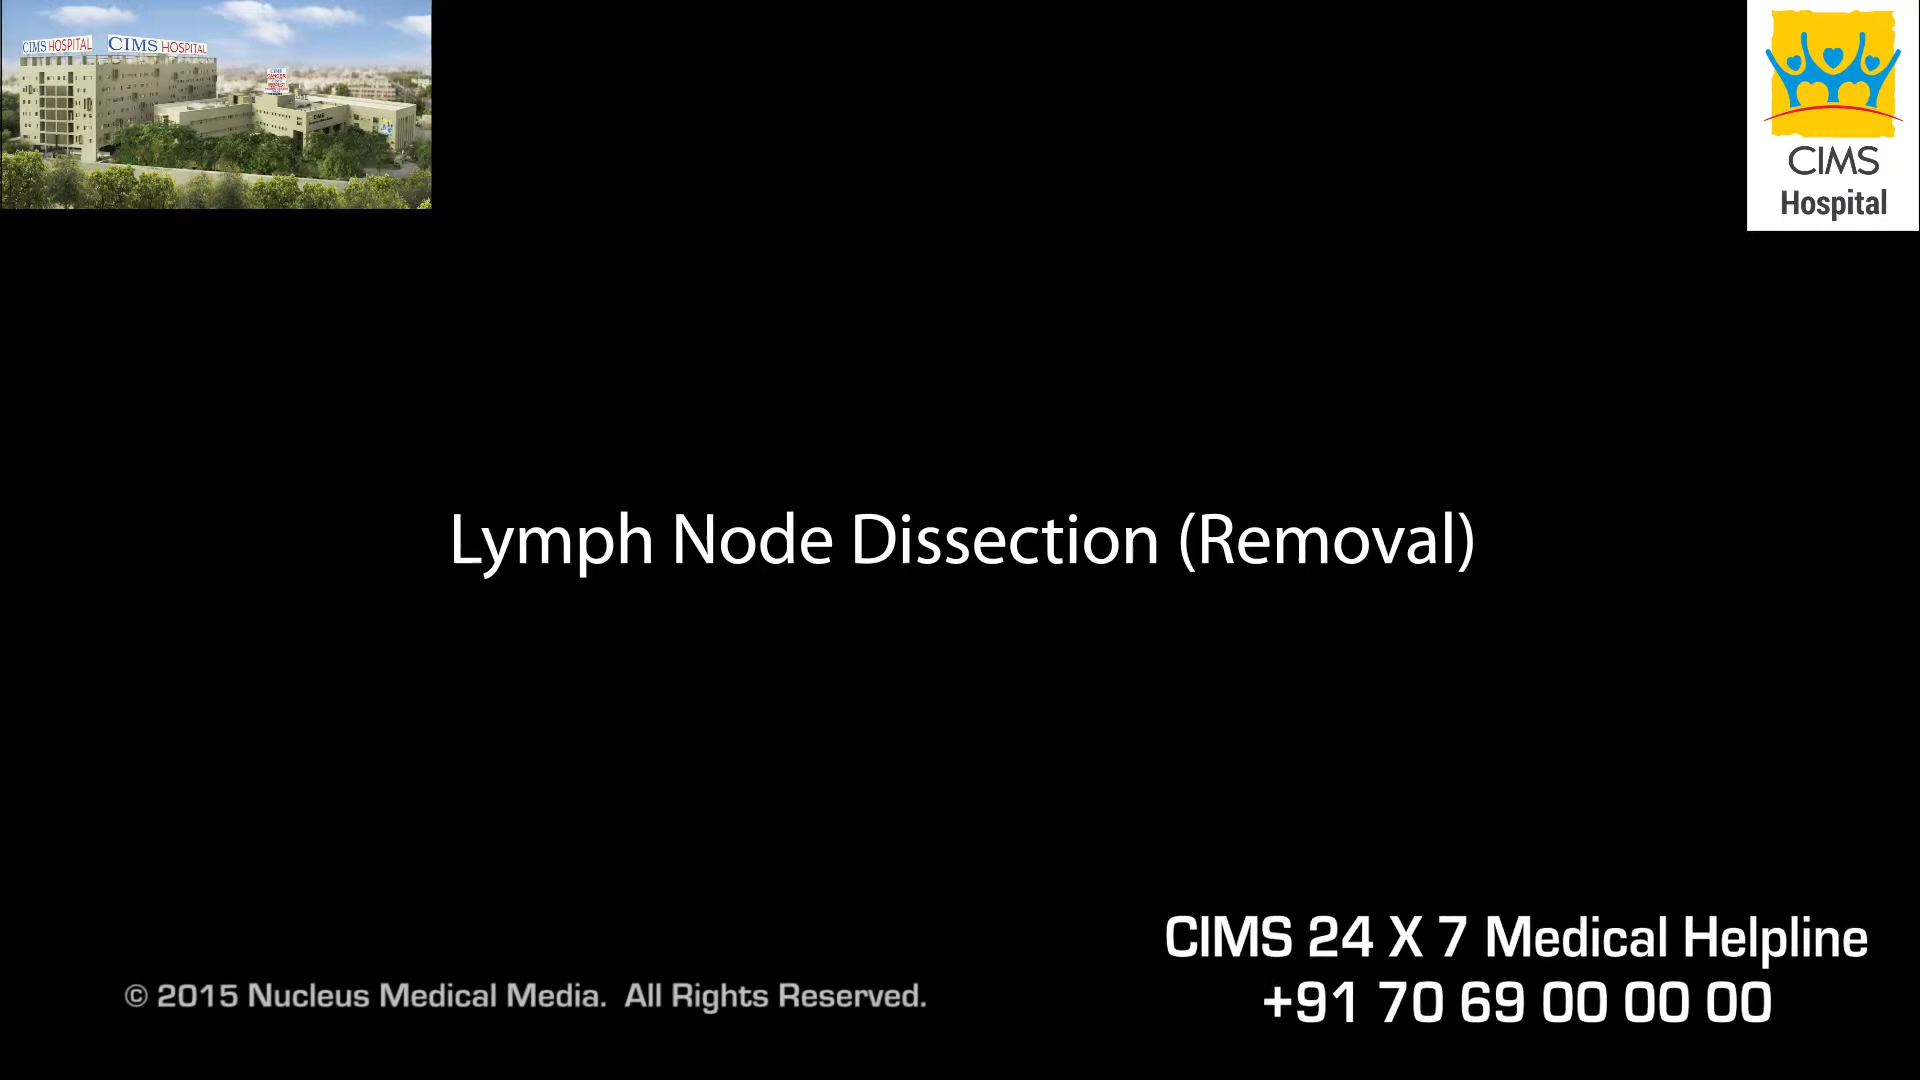 CIMS HOSPITAL CIMS HOSPITAL
CIMS
Hospital
Lymph Node Dissection (Removal)
CIMS 24 X 7 Medical Helpline
+91 70 69 00 00 00
© 2015 Nucleus Medical Media. All Rights Reserved.